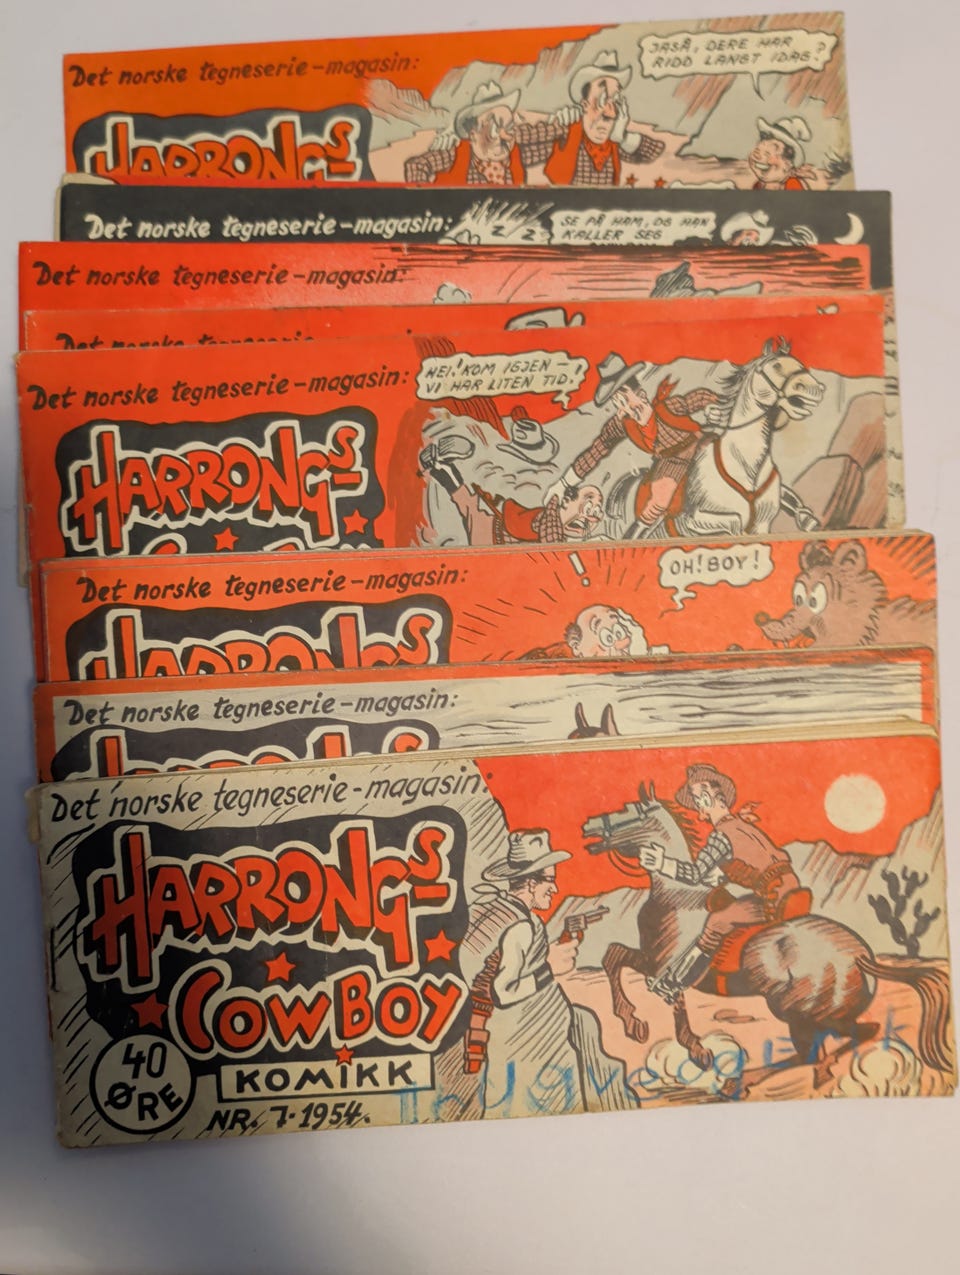 Det norske tegneserie-magasin:
JASÅ, DERE HAR
RIDD LANGT IDAG?
HARRONGS
Det norske tegneserie-magasin:
Z Z
SE PÅ HAM, OG HAN
KALLER SEG
Det norske tegneserie-magasin:
Det norske tegneserie-magasin:
HEI! KOM IGJEN -
VI HAR LITEN TID!
HARRONGS
Det norske tegneserie-magasin:
! OH! BOY!
HARRONGS
Det norske tegneserie-magasin:
Det norske tegneserie-magasin:
HARRONGS
COWBOY
KOMIKK
40
ØRE
NR. 7. 1954.